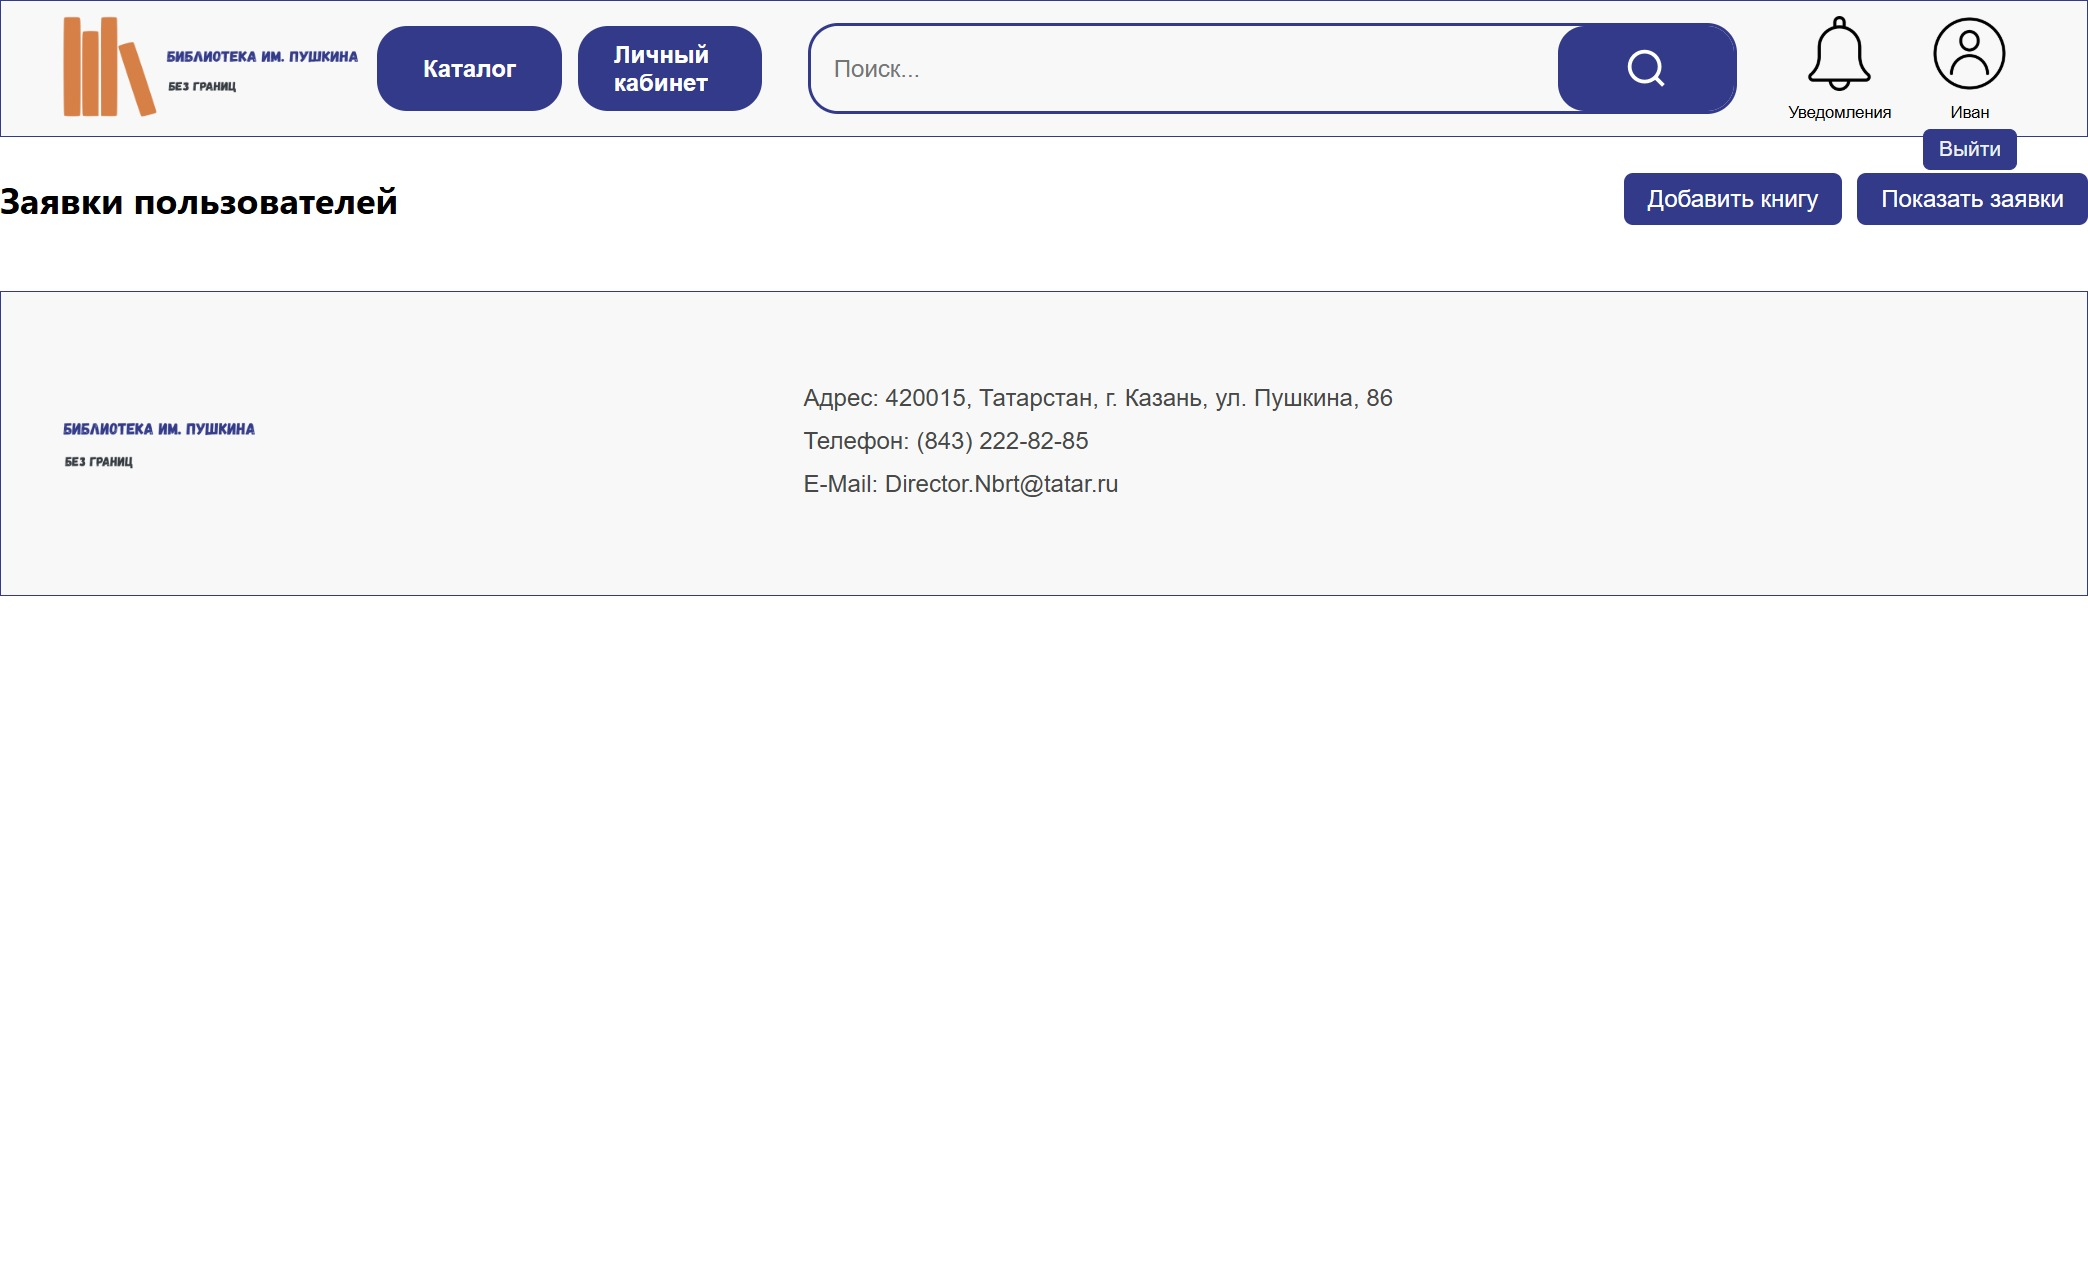 БИБЛИОТЕКА ИМ. ПУШКИНА
БЕЗ ГРАНИЦ
Каталог
Личный
кабинет
Поиск...
Уведомления
Иван
Выйти
Заявки пользователей
Добавить книгу
Показать заявки
БИБЛИОТЕКА ИМ. ПУШКИНА
БЕЗ ГРАНИЦ
Адрес: 420015, Татарстан, г. Казань, ул. Пушкина, 86
Телефон: (843) 222-82-85
E-Mail: Director.Nbrt@tatar.ru